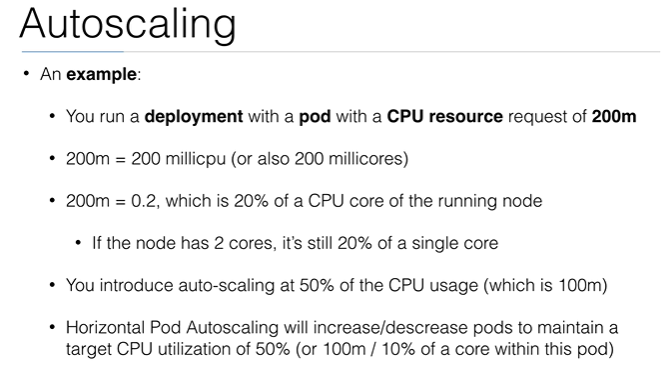 Autoscaling
• An example:
• You run a deployment with a pod with a CPU resource request of 200m
• 200m = 200 millicpu (or also 200 millicores)
• 200m = 0.2, which is 20% of a CPU core of the running node
• If the node has 2 cores, it's still 20% of a single core
• You introduce auto-scaling at 50% of the CPU usage (which is 100m)
• Horizontal Pod Autoscaling will increase/descrease pods to maintain a
target CPU utilization of 50% (or 100m / 10% of a core within this pod)